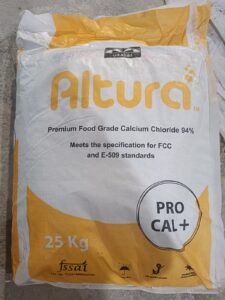 Altura
TM
Premium Food Grade Calcium Chloride 94%
Meets the specification for FCC
and E-509 standards
PRO
CAL+
25 Kg
fssai